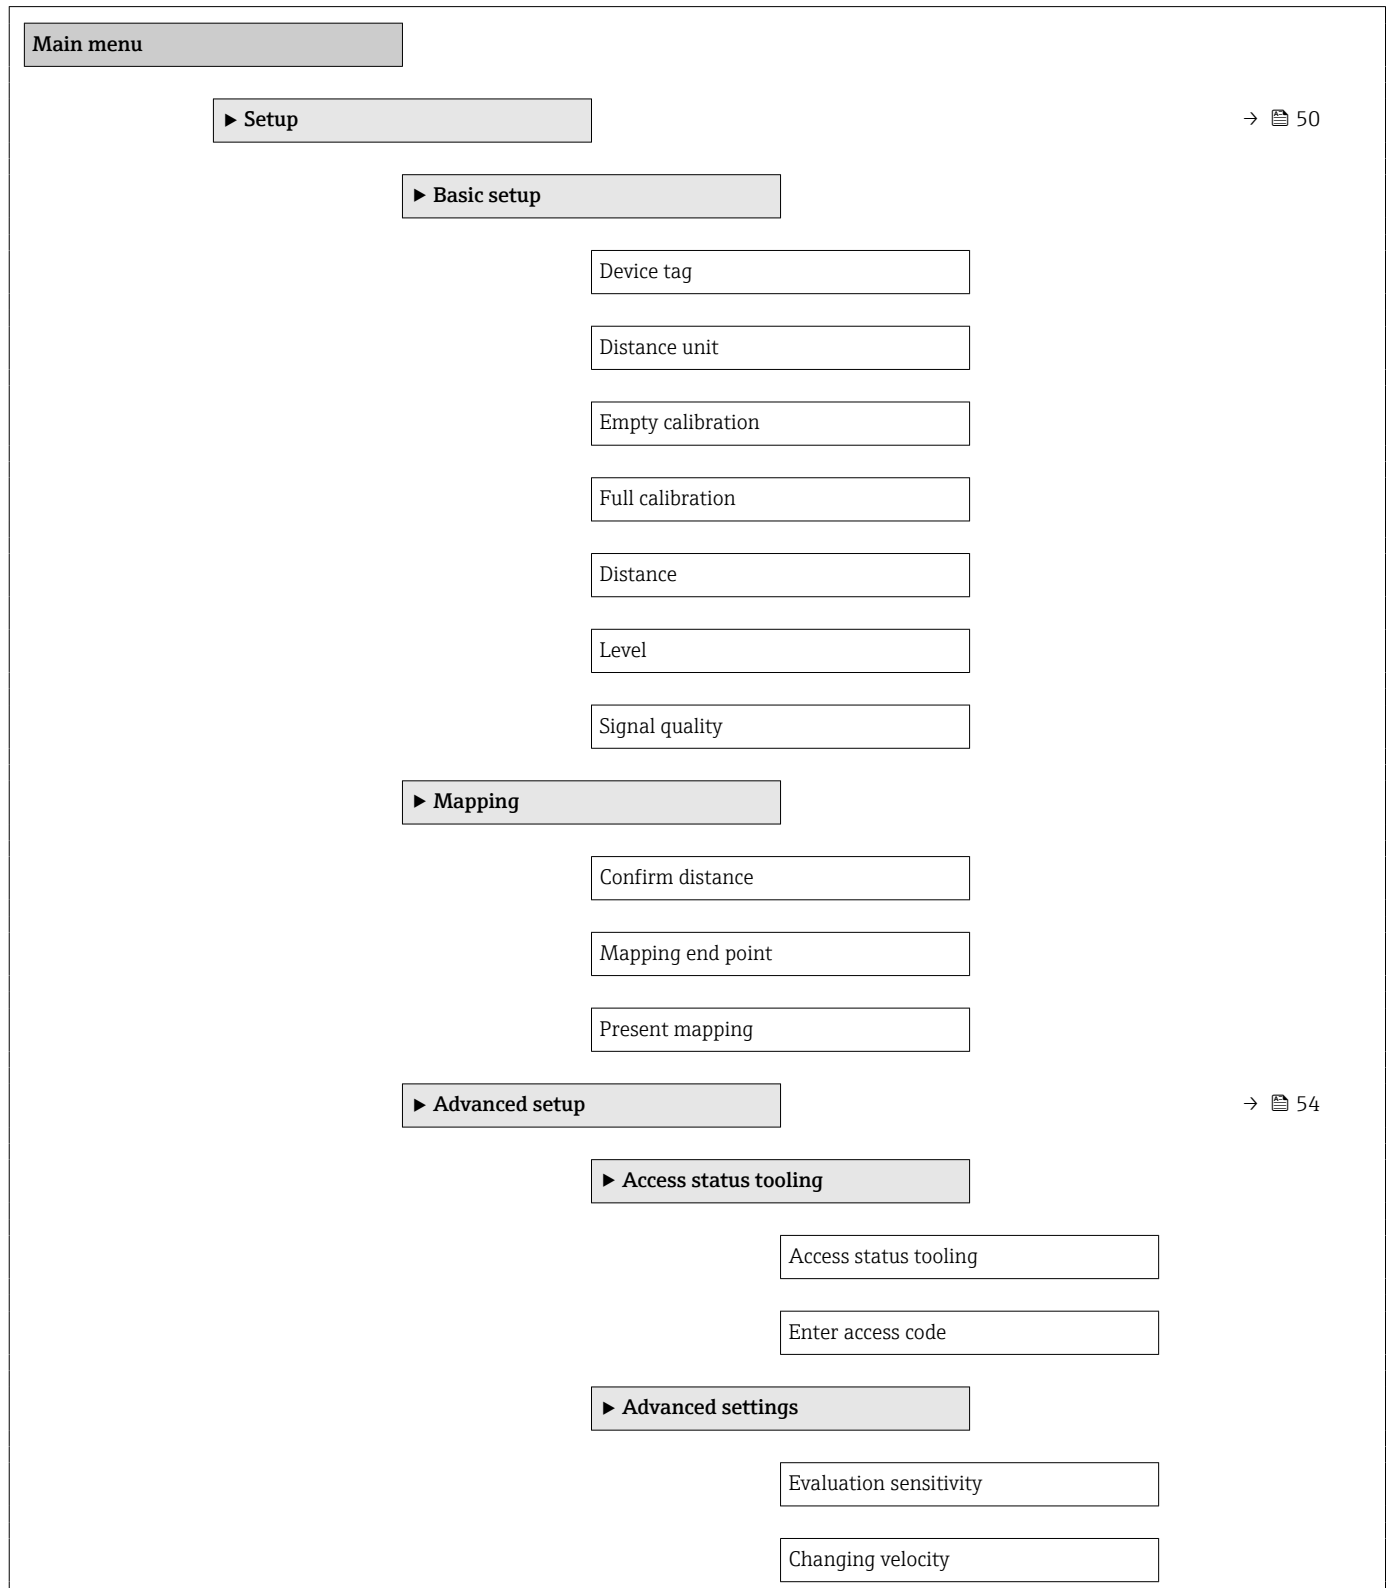 Main menu
▶ Setup → 50
▶ Basic setup
Device tag
Distance unit
Empty calibration
Full calibration
Distance
Level
Signal quality
▶ Mapping
Confirm distance
Mapping end point
Present mapping
▶ Advanced setup → 54
▶ Access status tooling
Access status tooling
Enter access code
▶ Advanced settings
Evaluation sensitivity
Changing velocity